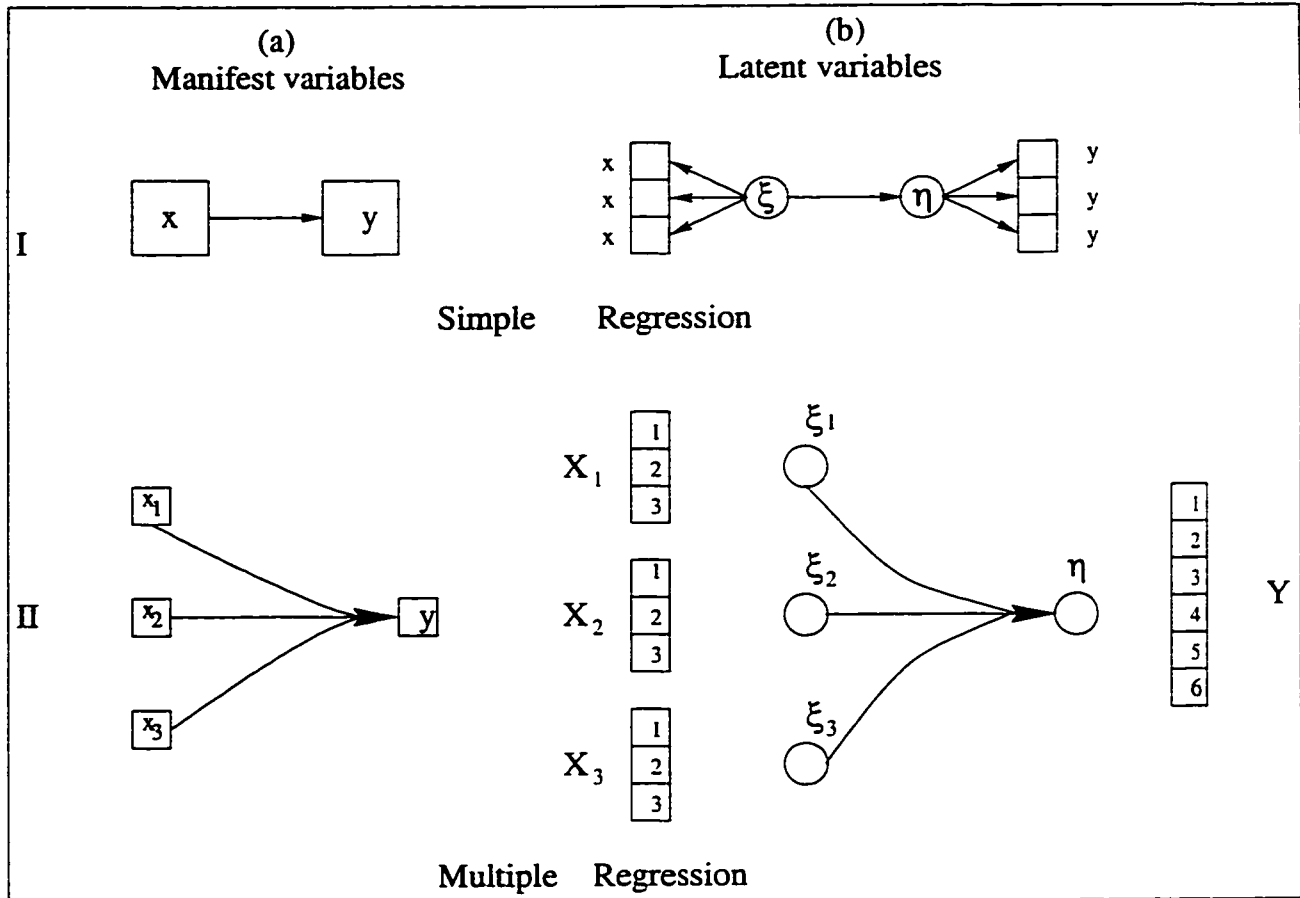 (a)
Manifest variables
(b)
Latent variables
I
x
y
x
x
x
ξ
η
y
y
y
Simple Regression
II
x1
x2
x3
y
X1
1
2
3
X2
1
2
3
X3
1
2
3
ξ1
ξ2
ξ3
η
1
2
3
4
5
6
Y
Multiple Regression